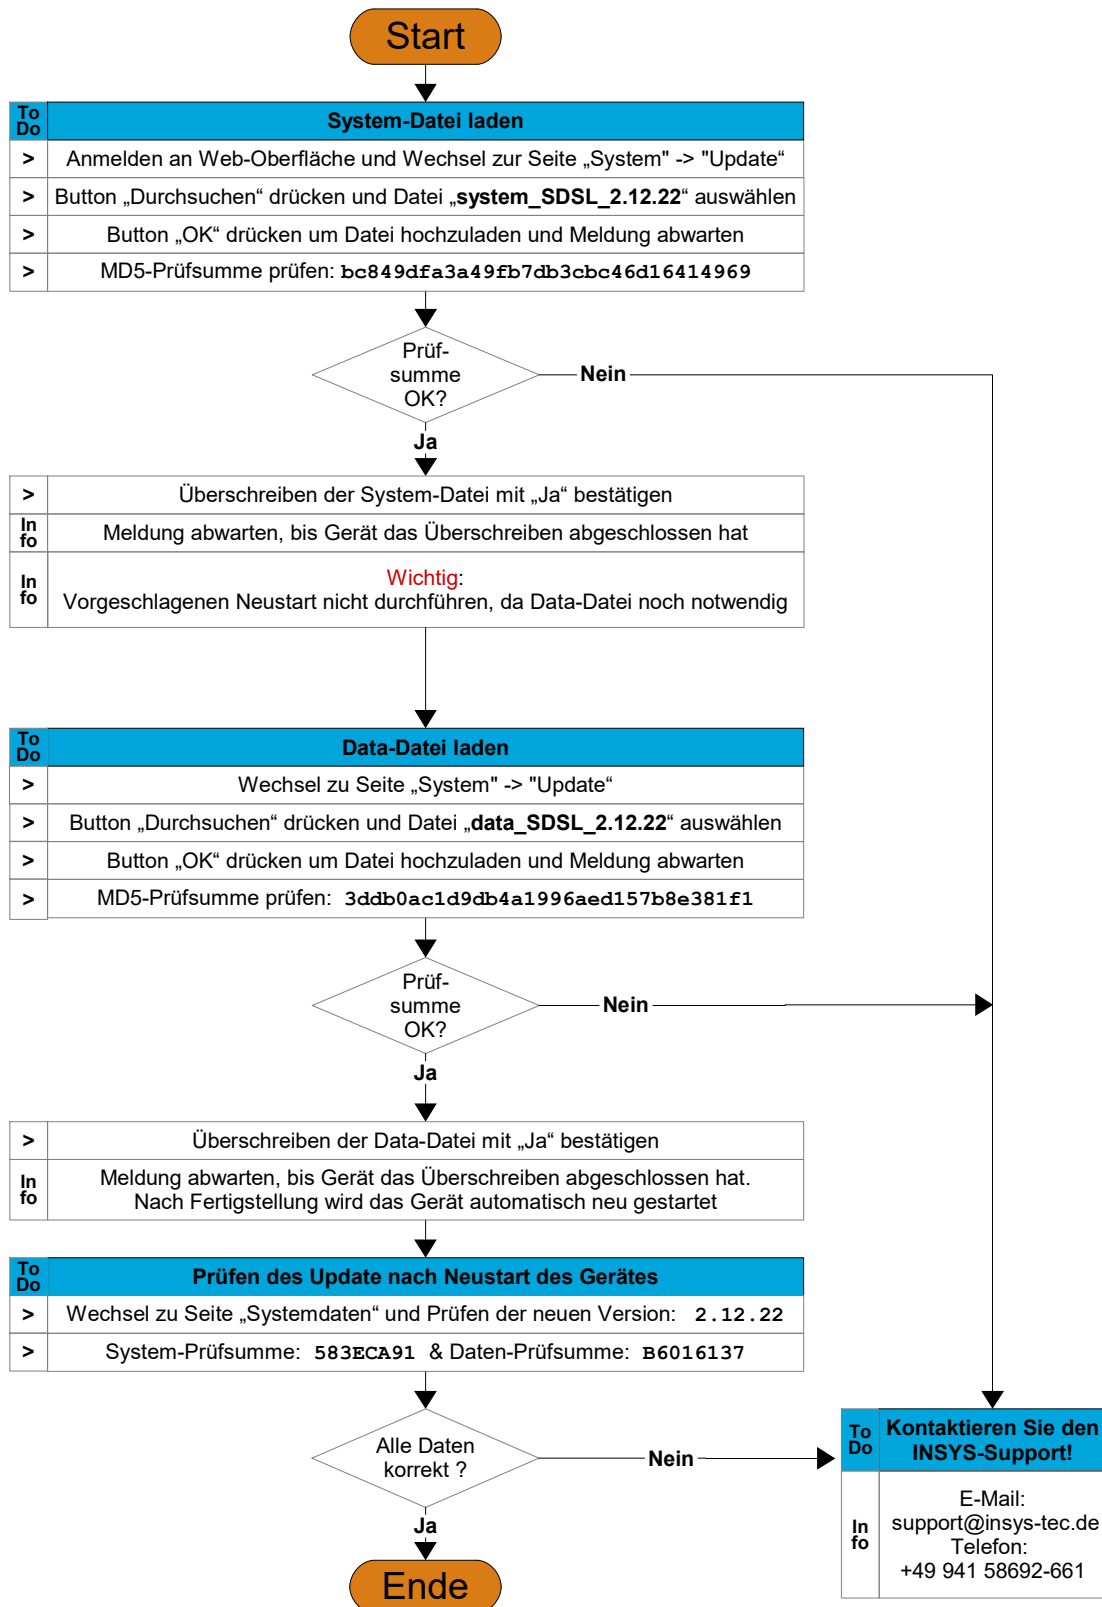 Start
To
Do
System-Datei laden
> Anmelden an Web-Oberfläche und Wechsel zur Seite „System" -> "Update“
> Button „Durchsuchen“ drücken und Datei „system_SDSL_2.12.22“ auswählen
> Button „OK“ drücken um Datei hochzuladen und Meldung abwarten
> MD5-Prüfsumme prüfen: bc849dfa3a49fb7db3cbc46d16414969
Prüf-
summe
OK?
Nein
Ja
> Überschreiben der System-Datei mit „Ja“ bestätigen
In
fo
Meldung abwarten, bis Gerät das Überschreiben abgeschlossen hat
In
fo
Wichtig:
Vorgeschlagenen Neustart nicht durchführen, da Data-Datei noch notwendig
To
Do
Data-Datei laden
> Wechsel zu Seite „System" -> "Update“
> Button „Durchsuchen“ drücken und Datei „data_SDSL_2.12.22“ auswählen
> Button „OK“ drücken um Datei hochzuladen und Meldung abwarten
> MD5-Prüfsumme prüfen: 3ddb0ac1d9db4a1996aed157b8e381f1
Prüf-
summe
OK?
Nein
Ja
> Überschreiben der Data-Datei mit „Ja“ bestätigen
In
fo
Meldung abwarten, bis Gerät das Überschreiben abgeschlossen hat.
Nach Fertigstellung wird das Gerät automatisch neu gestartet
To
Do
Prüfen des Update nach Neustart des Gerätes
> Wechsel zu Seite „Systemdaten“ und Prüfen der neuen Version: 2.12.22
> System-Prüfsumme: 583ECA91 & Daten-Prüfsumme: B6016137
Alle Daten
korrekt ?
Nein
Ja
Ende
To
Do
Kontaktieren Sie den
INSYS-Support!
In
fo
E-Mail:
support@insys-tec.de
Telefon:
+49 941 58692-661